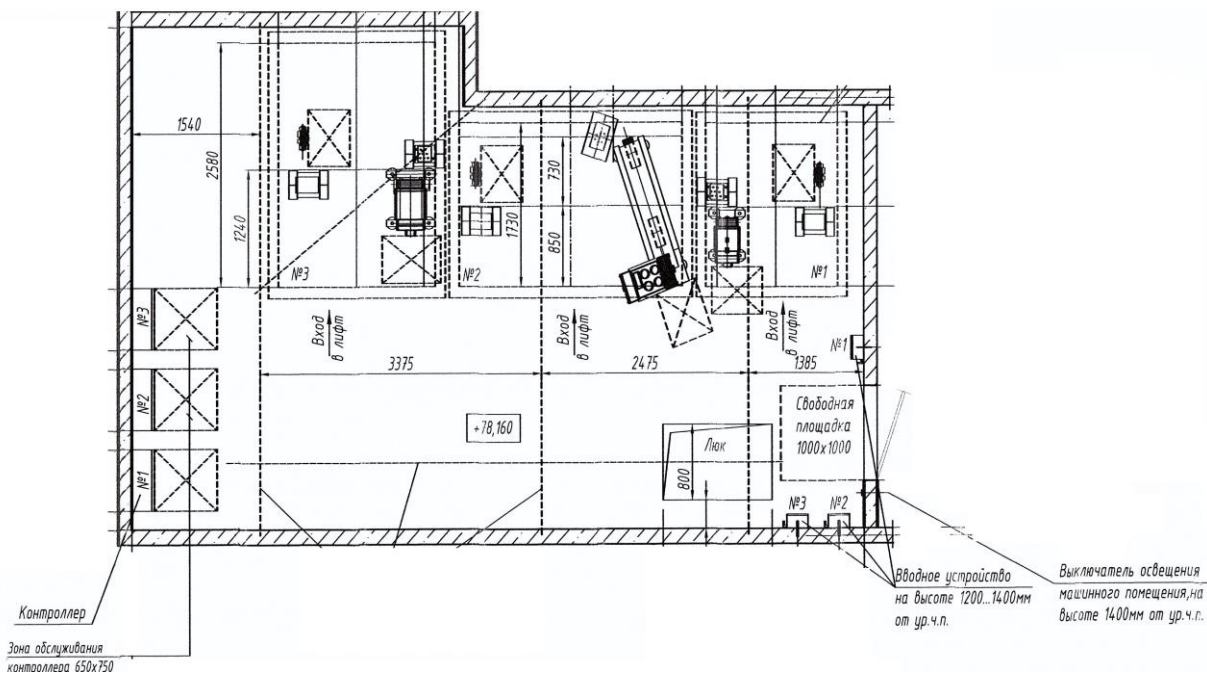 1540
2580
1240
№3
1730
№2
730
850
№1
Вход
в лифт
Вход
в лифт
Вход
в лифт
№3
№2
№1
3375
2475
1385
№1
+78,160
Люк
800
Свободная
площадка
1000х1000
№3
№2
Контроллер
Зона обслуживания
контроллера 650х750
Вводное устройство
на высоте 1200...1400мм
от ур.ч.п.
Выключатель освещения
машинного помещения,на
высоте 1400мм от ур.ч.п.